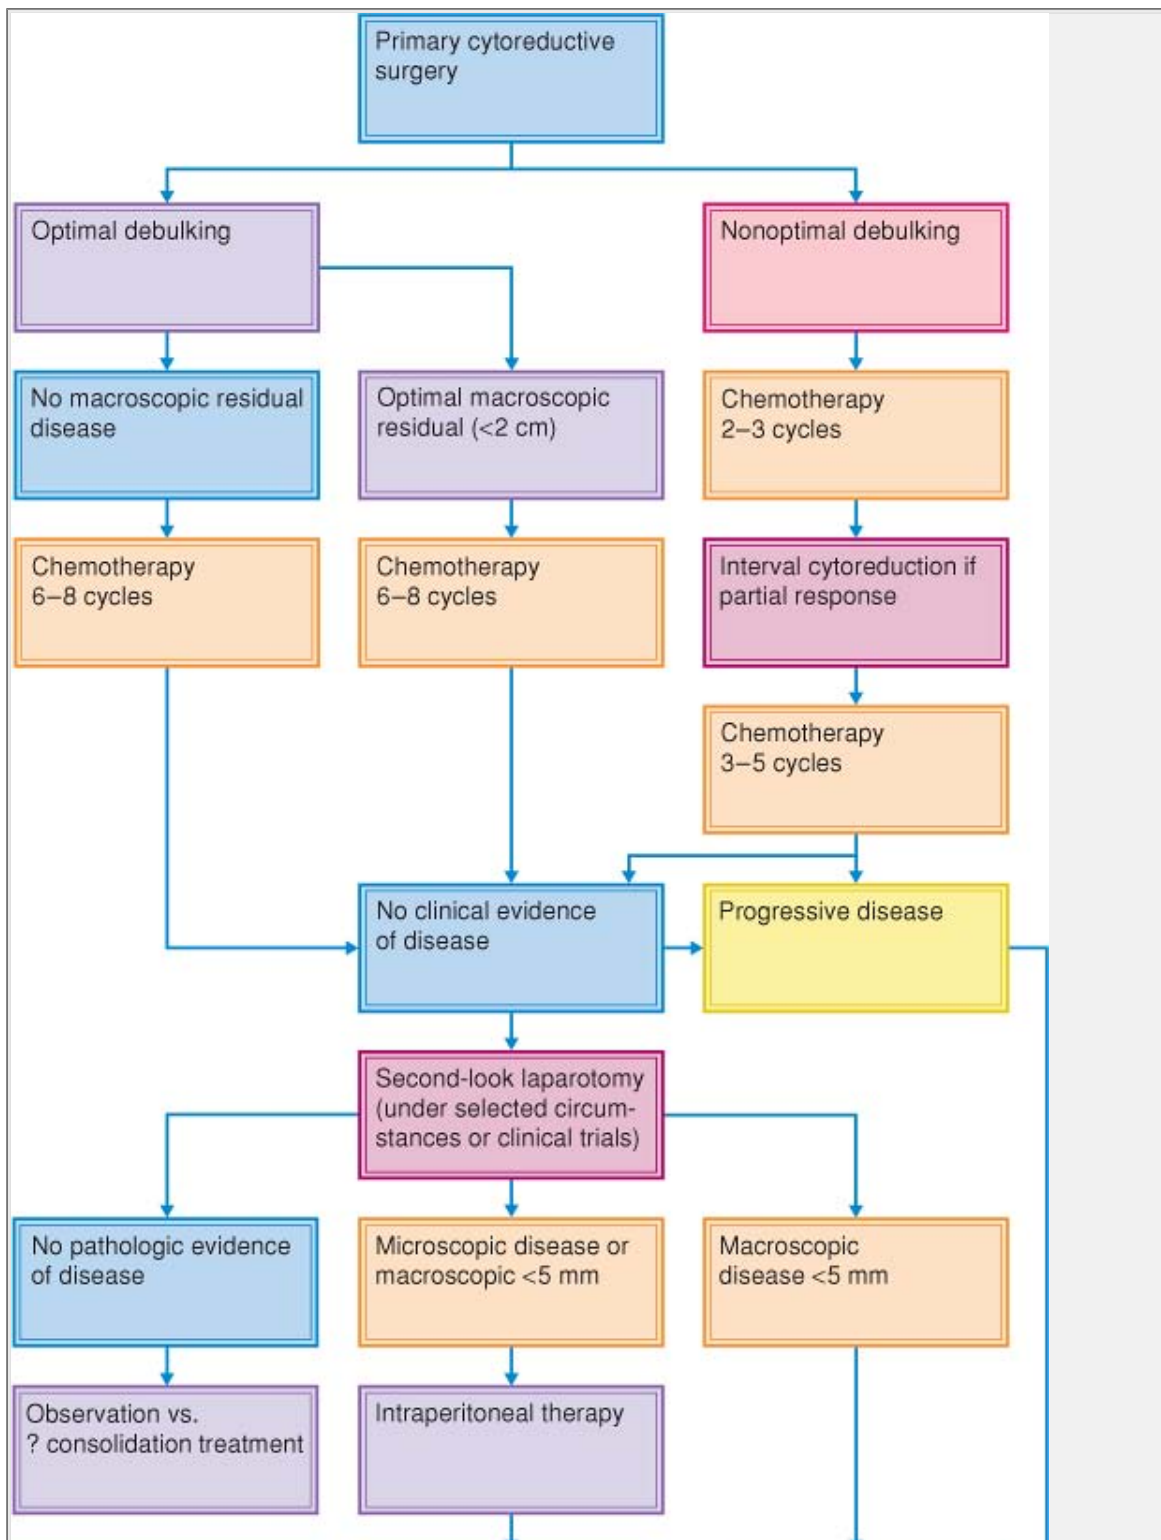 Primary cytoreductive
surgery
Optimal debulking
Nonoptimal debulking
No macroscopic residual
disease
Optimal macroscopic
residual (<2 cm)
Chemotherapy
2–3 cycles
Chemotherapy
6–8 cycles
Chemotherapy
6–8 cycles
Interval cytoreduction if
partial response
Chemotherapy
3–5 cycles
No clinical evidence
of disease
Progressive disease
Second-look laparotomy
(under selected circum-
stances or clinical trials)
No pathologic evidence
of disease
Microscopic disease or
macroscopic <5 mm
Macroscopic
disease <5 mm
Observation vs.
? consolidation treatment
Intraperitoneal therapy